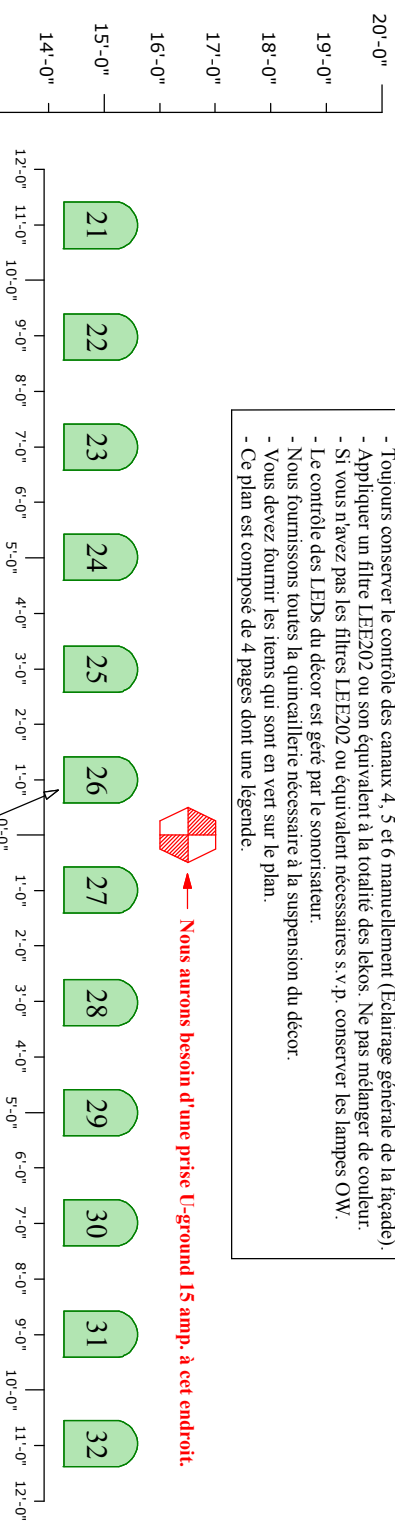 - Toujours conserver le contrôle des canaux 4, 5 et 6 manuellement (Éclairage générale de la façade).
- Appliquer un filtre LEE202 ou son équivalent à la totalité des lekos. Ne pas mélanger de couleur.
- Si vous n'avez pas les filtres LEE202 ou équivalent nécessaires s.v.p. conserver les lampes OW.
- Le contrôle des LEDs du décor est géré par le sonorisateur.
- Nous fournissons toutes la quincaillerie nécessaire à la suspension du décor.
- Vous devez fournir les items qui sont en vert sur le plan.
- Ce plan est composé de 4 pages dont une légende.
Nous aurons besoin d'une prise U-ground 15 amp. à cet endroit.
20'-0"
19'-0"
18'-0"
17'-0"
16'-0"
15'-0"
14'-0"
21 22 23 24 25 26 27 28 29 30 31 32
12'-0" 11'-0" 10'-0" 9'-0" 8'-0" 7'-0" 6'-0" 5'-0" 4'-0" 3'-0" 2'-0" 1'-0" 0'-0" 1'-0" 2'-0" 3'-0" 4'-0" 5'-0" 6'-0" 7'-0" 8'-0" 9'-0" 10'-0" 11'-0" 12'-0"